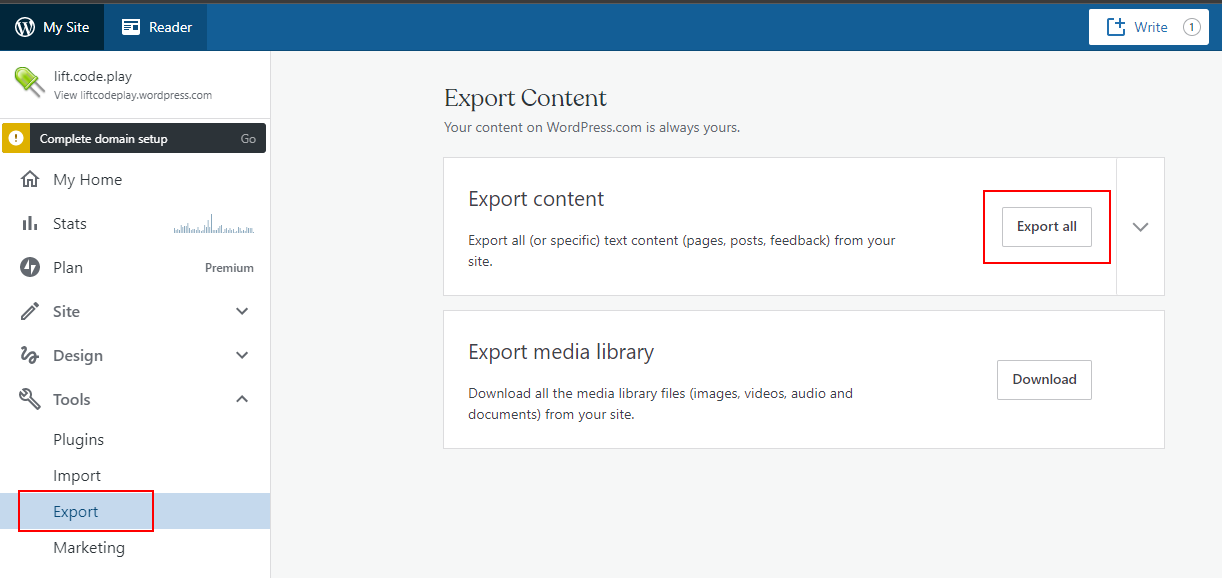 My Site
Reader
Write
1
lift.code.play
View liftcodeplay.wordpress.com
Complete domain setup
Go
My Home
Stats
Plan
Premium
Site
Design
Tools
Plugins
Import
Export
Marketing
Export Content
Your content on WordPress.com is always yours.
Export content
Export all (or specific) text content (pages, posts, feedback) from your
site.
Export all
Export media library
Download all the media library files (images, videos, audio and
documents) from your site.
Download